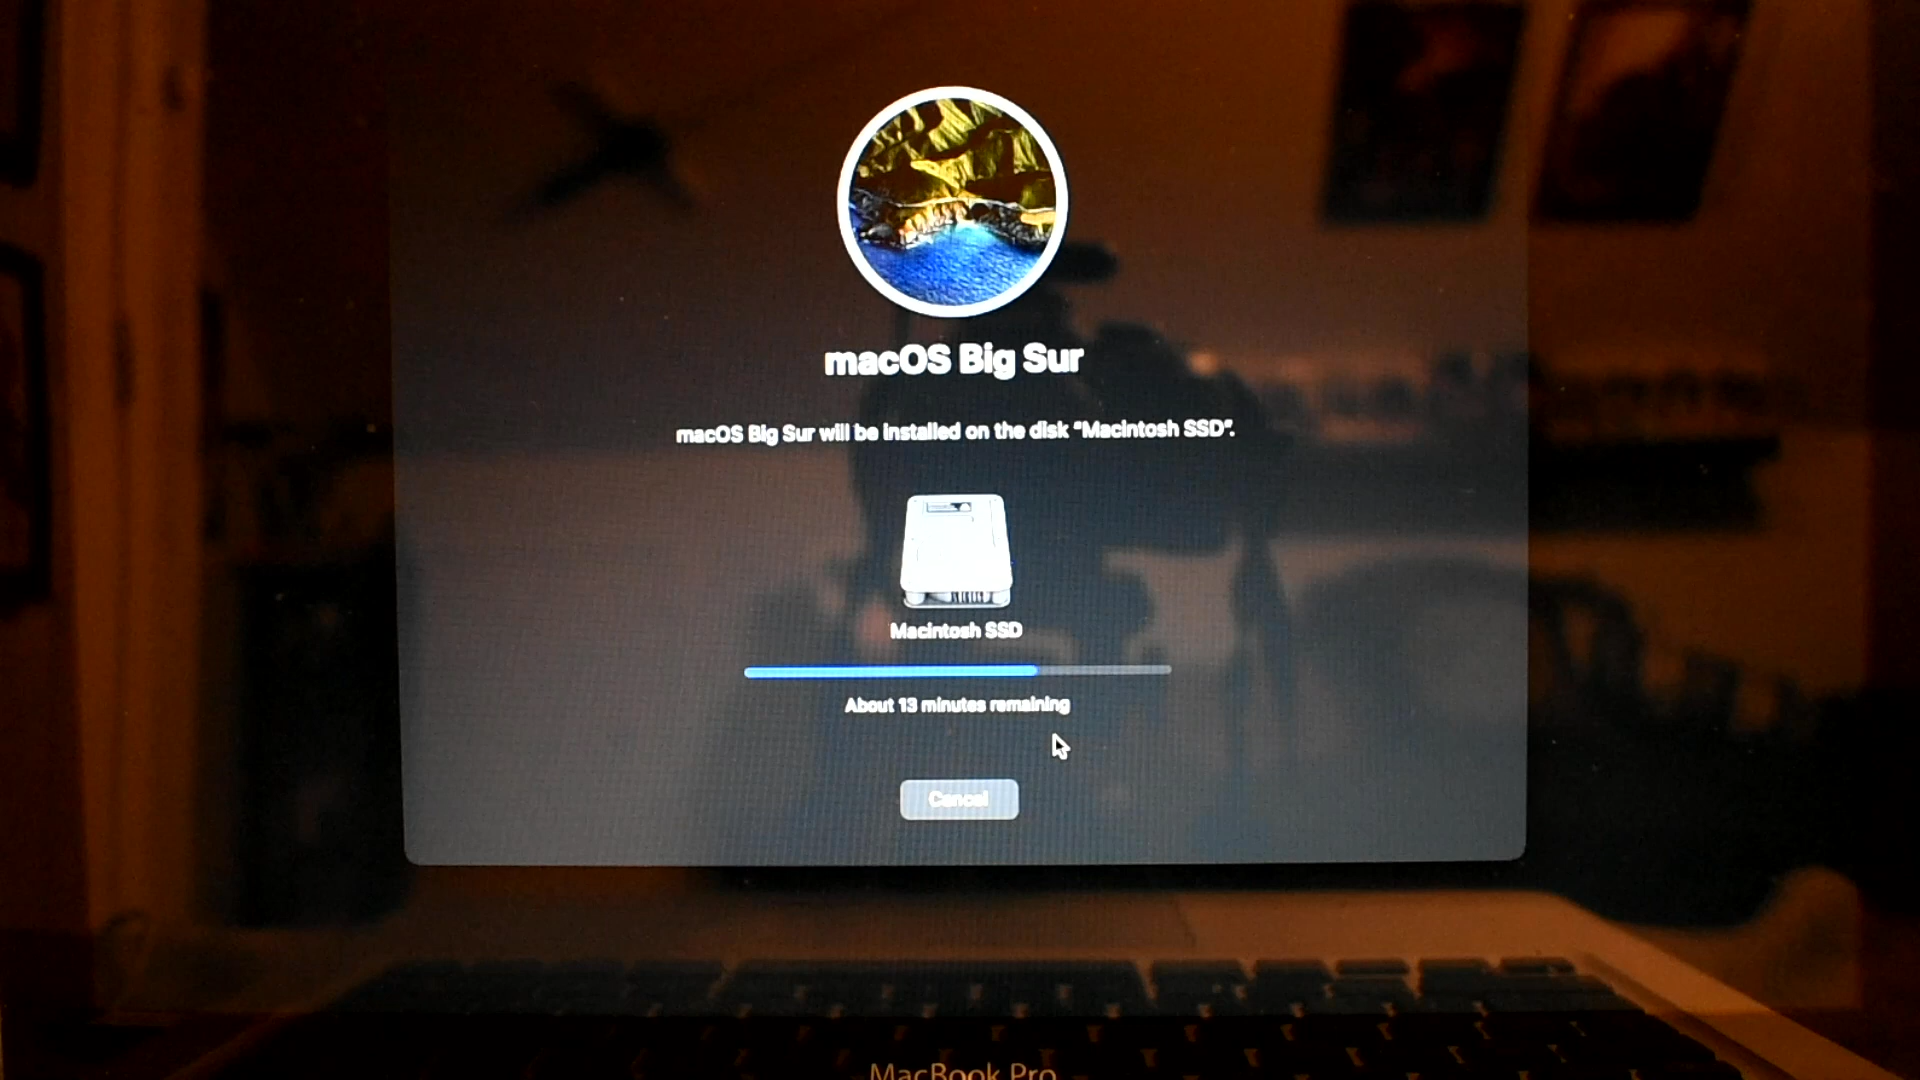 macOS Big Sur
macOS Big Sur will be installed on the disk “Macintosh SSD”.
Macintosh SSD
About 13 minutes remaining
Cancel
MacBook Pro